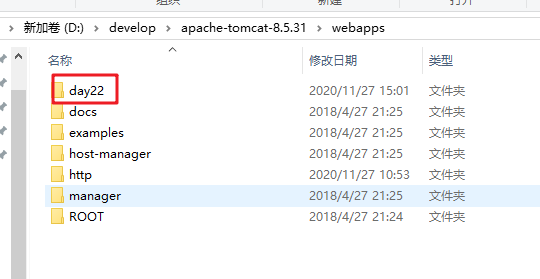 组织
打开
新加卷 (D:) › develop › apache-tomcat-8.5.31 › webapps
名称 修改日期 类型
day22 2020/11/27 15:01 文件夹
docs 2018/4/27 21:25 文件夹
examples 2018/4/27 21:25 文件夹
host-manager 2018/4/27 21:25 文件夹
http 2020/11/27 10:53 文件夹
manager 2018/4/27 21:25 文件夹
ROOT 2018/4/27 21:24 文件夹